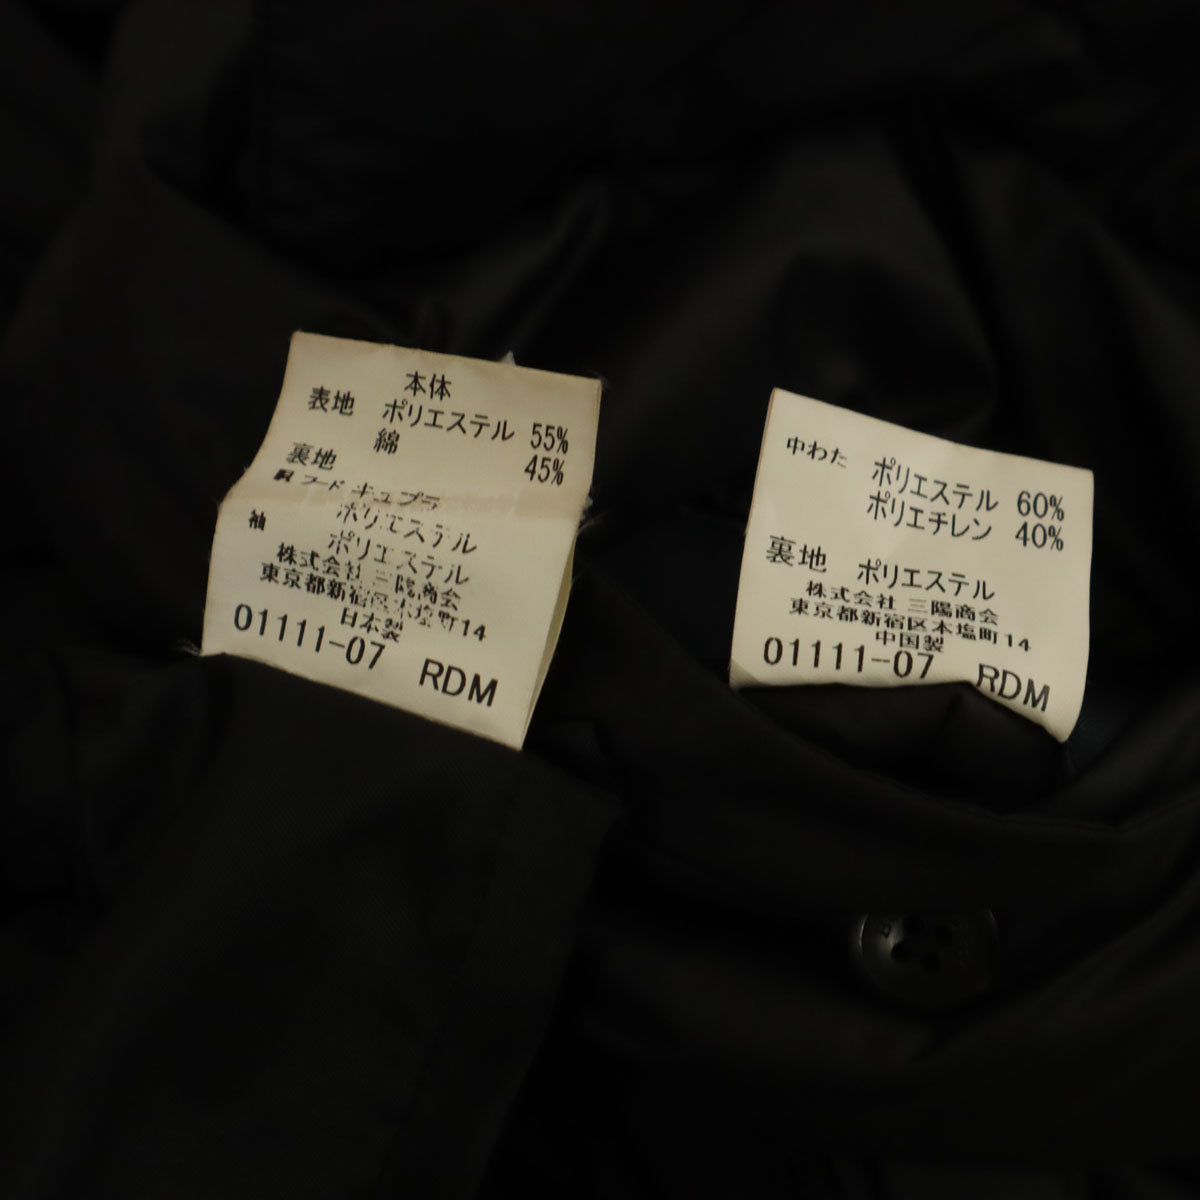 本体
表地 ポリエステル 55%
綿 45%
裏地
フード キュプラ
ポリエステル
袖 ポリエステル
株式会社 三陽商会
東京都新宿区本塩町14
日本製
01111-07 RDM
中わた ポリエステル 60%
ポリエチレン 40%
裏地 ポリエステル
株式会社 三陽商会
東京都新宿区本塩町14
中国製
01111-07 RDM